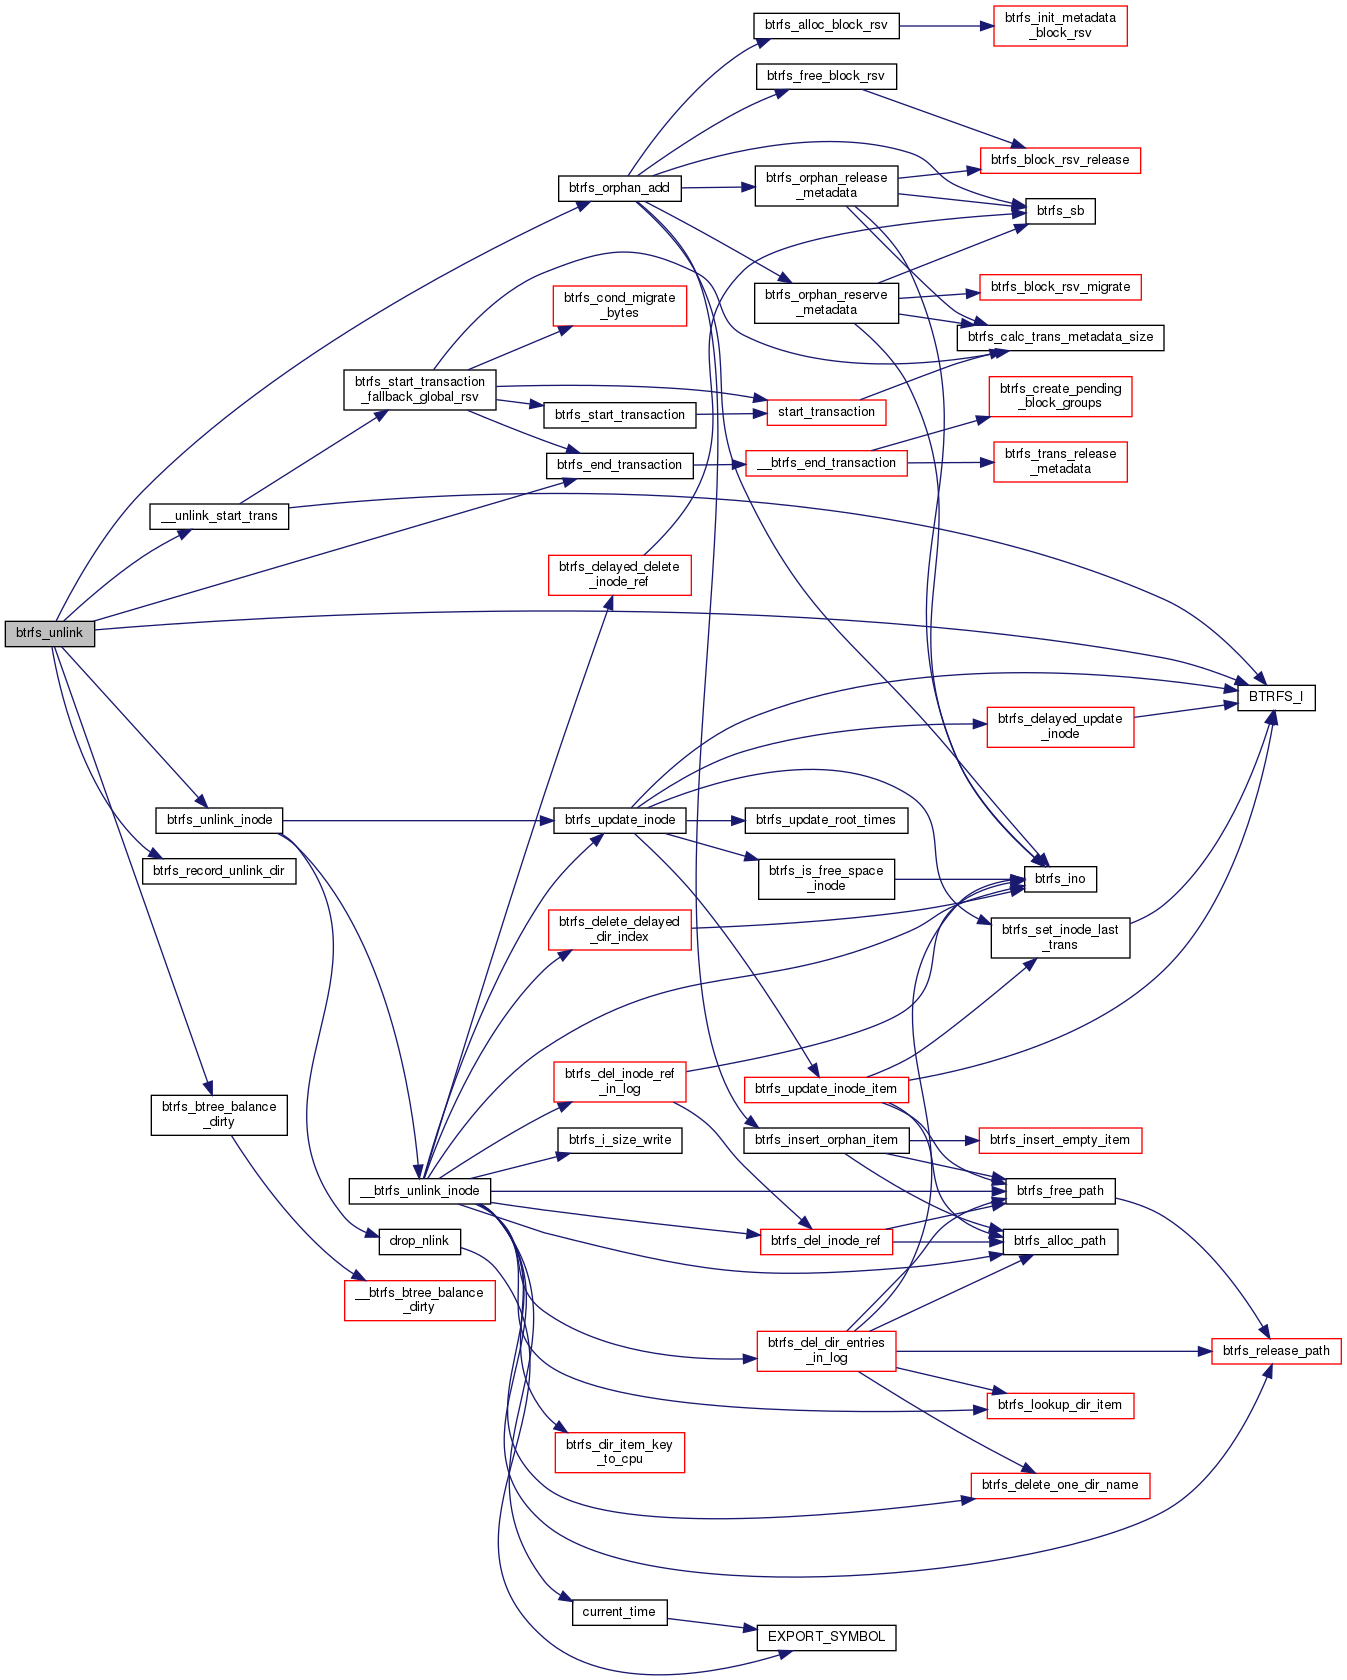 btrfs_alloc_block_rsv
btrfs_init_metadata
_block_rsv
btrfs_free_block_rsv
btrfs_block_rsv_release
btrfs_orphan_add
btrfs_orphan_release
_metadata
btrfs_sb
btrfs_cond_migrate
_bytes
btrfs_orphan_reserve
_metadata
btrfs_block_rsv_migrate
btrfs_calc_trans_metadata_size
btrfs_start_transaction
_fallback_global_rsv
btrfs_start_transaction
start_transaction
btrfs_create_pending
_block_groups
btrfs_end_transaction
__btrfs_end_transaction
btrfs_trans_release
_metadata
__unlink_start_trans
btrfs_delayed_delete
_inode_ref
btrfs_unlink
BTRFS_I
btrfs_delayed_update
_inode
btrfs_unlink_inode
btrfs_update_inode
btrfs_update_root_times
btrfs_record_unlink_dir
btrfs_is_free_space
_inode
btrfs_ino
btrfs_delete_delayed
_dir_index
btrfs_set_inode_last
_trans
btrfs_del_inode_ref
_in_log
btrfs_update_inode_item
btrfs_btree_balance
_dirty
btrfs_i_size_write
btrfs_insert_orphan_item
btrfs_insert_empty_item
__btrfs_unlink_inode
btrfs_free_path
drop_nlink
btrfs_del_inode_ref
btrfs_alloc_path
__btrfs_btree_balance
_dirty
btrfs_del_dir_entries
_in_log
btrfs_release_path
btrfs_lookup_dir_item
btrfs_dir_item_key
_to_cpu
btrfs_delete_one_dir_name
current_time
EXPORT_SYMBOL